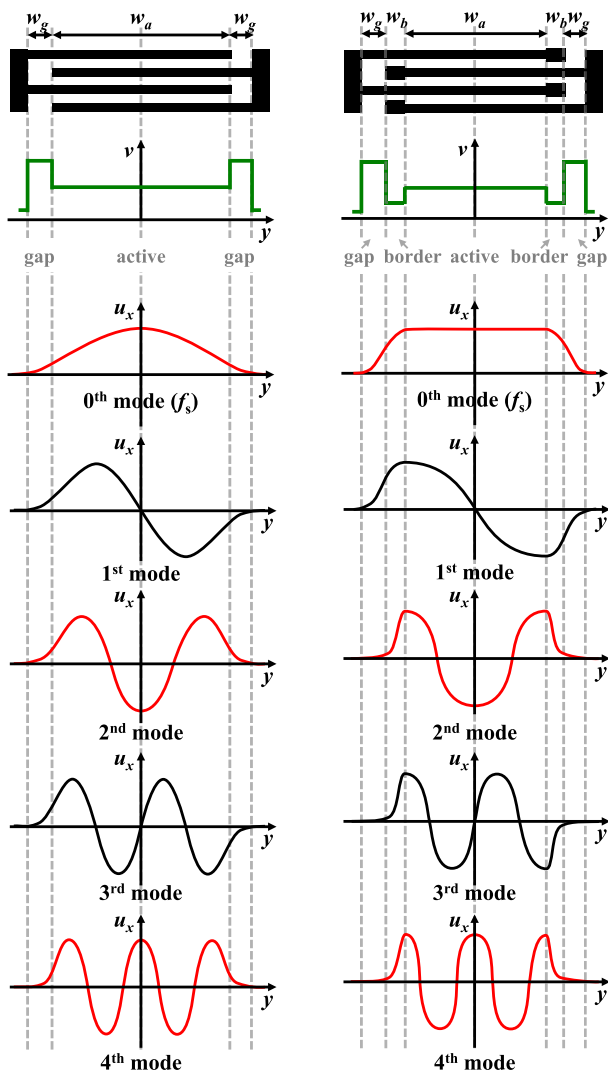 w_g w_a w_g
w_g w_b w_a w_b w_g
v
y
gap active gap
v
y
gap border active border gap
u_x
y
0th mode (f_s)
u_x
y
0th mode (f_s)
u_x
y
1st mode
u_x
y
1st mode
u_x
y
2nd mode
u_x
y
2nd mode
u_x
y
3rd mode
u_x
y
3rd mode
u_x
y
4th mode
u_x
y
4th mode